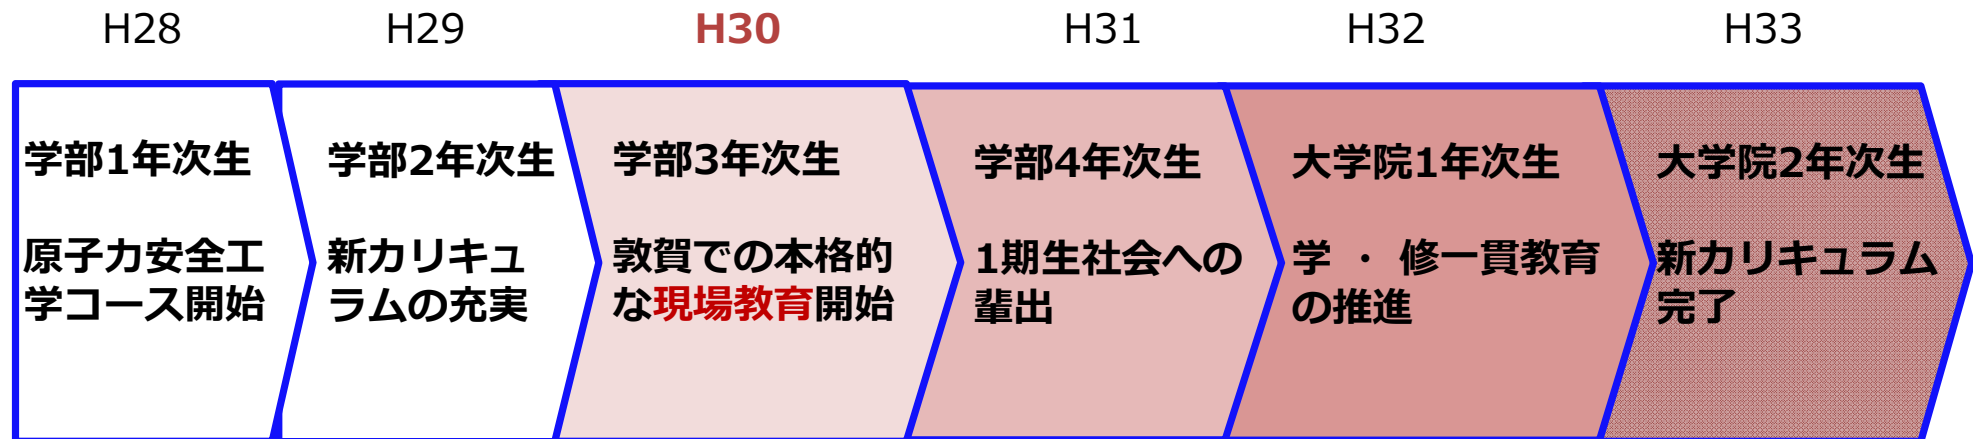 H28
H29
H30
H31
H32
H33
学部1年次生
原子力安全工
学コース開始
学部2年次生
新カリキュ
ラムの充実
学部3年次生
敦賀での本格的
な現場教育開始
学部4年次生
1期生社会への
輩出
大学院1年次生
学 ・ 修一貫教育
の推進
大学院2年次生
新カリキュラム
完了